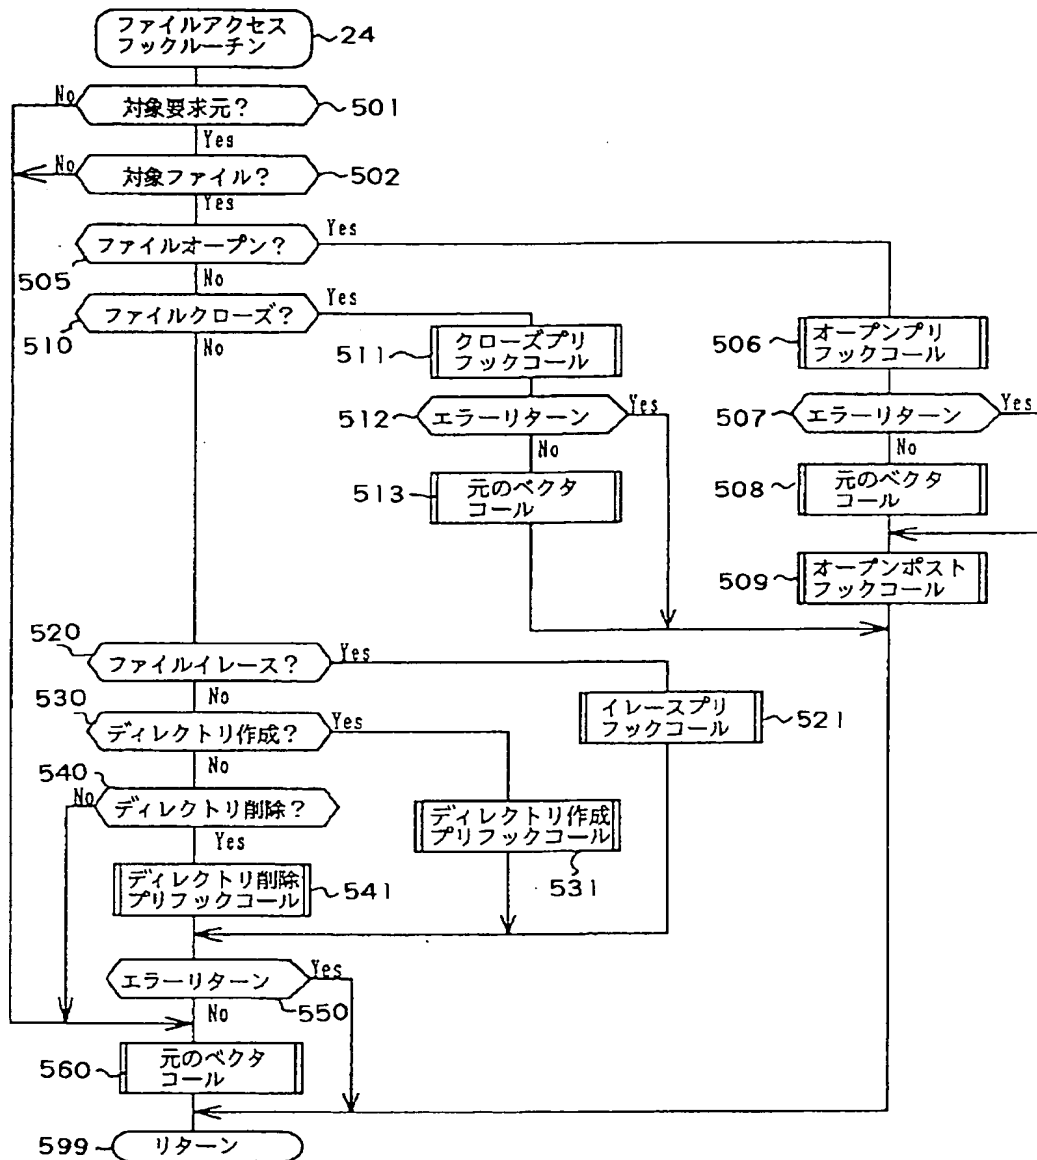 ファイルアクセス
フックルーチン
24
No
対象要求元?
501
Yes
No
対象ファイル?
502
Yes
ファイルオープン?
Yes
505
No
ファイルクローズ?
Yes
510
No
511
クローズプリ
フックコール
506
オープンプリ
フックコール
512
エラーリターン
Yes
No
507
エラーリターン
Yes
No
513
元のベクタ
コール
508
元のベクタ
コール
509
オープンポスト
フックコール
520
ファイルイレース?
Yes
No
イレースプリ
フックコール
521
530
ディレクトリ作成?
Yes
No
540
No
ディレクトリ削除?
Yes
ディレクトリ作成
プリフックコール
531
ディレクトリ削除
プリフックコール
541
エラーリターン
Yes
550
No
560
元のベクタ
コール
599
リターン